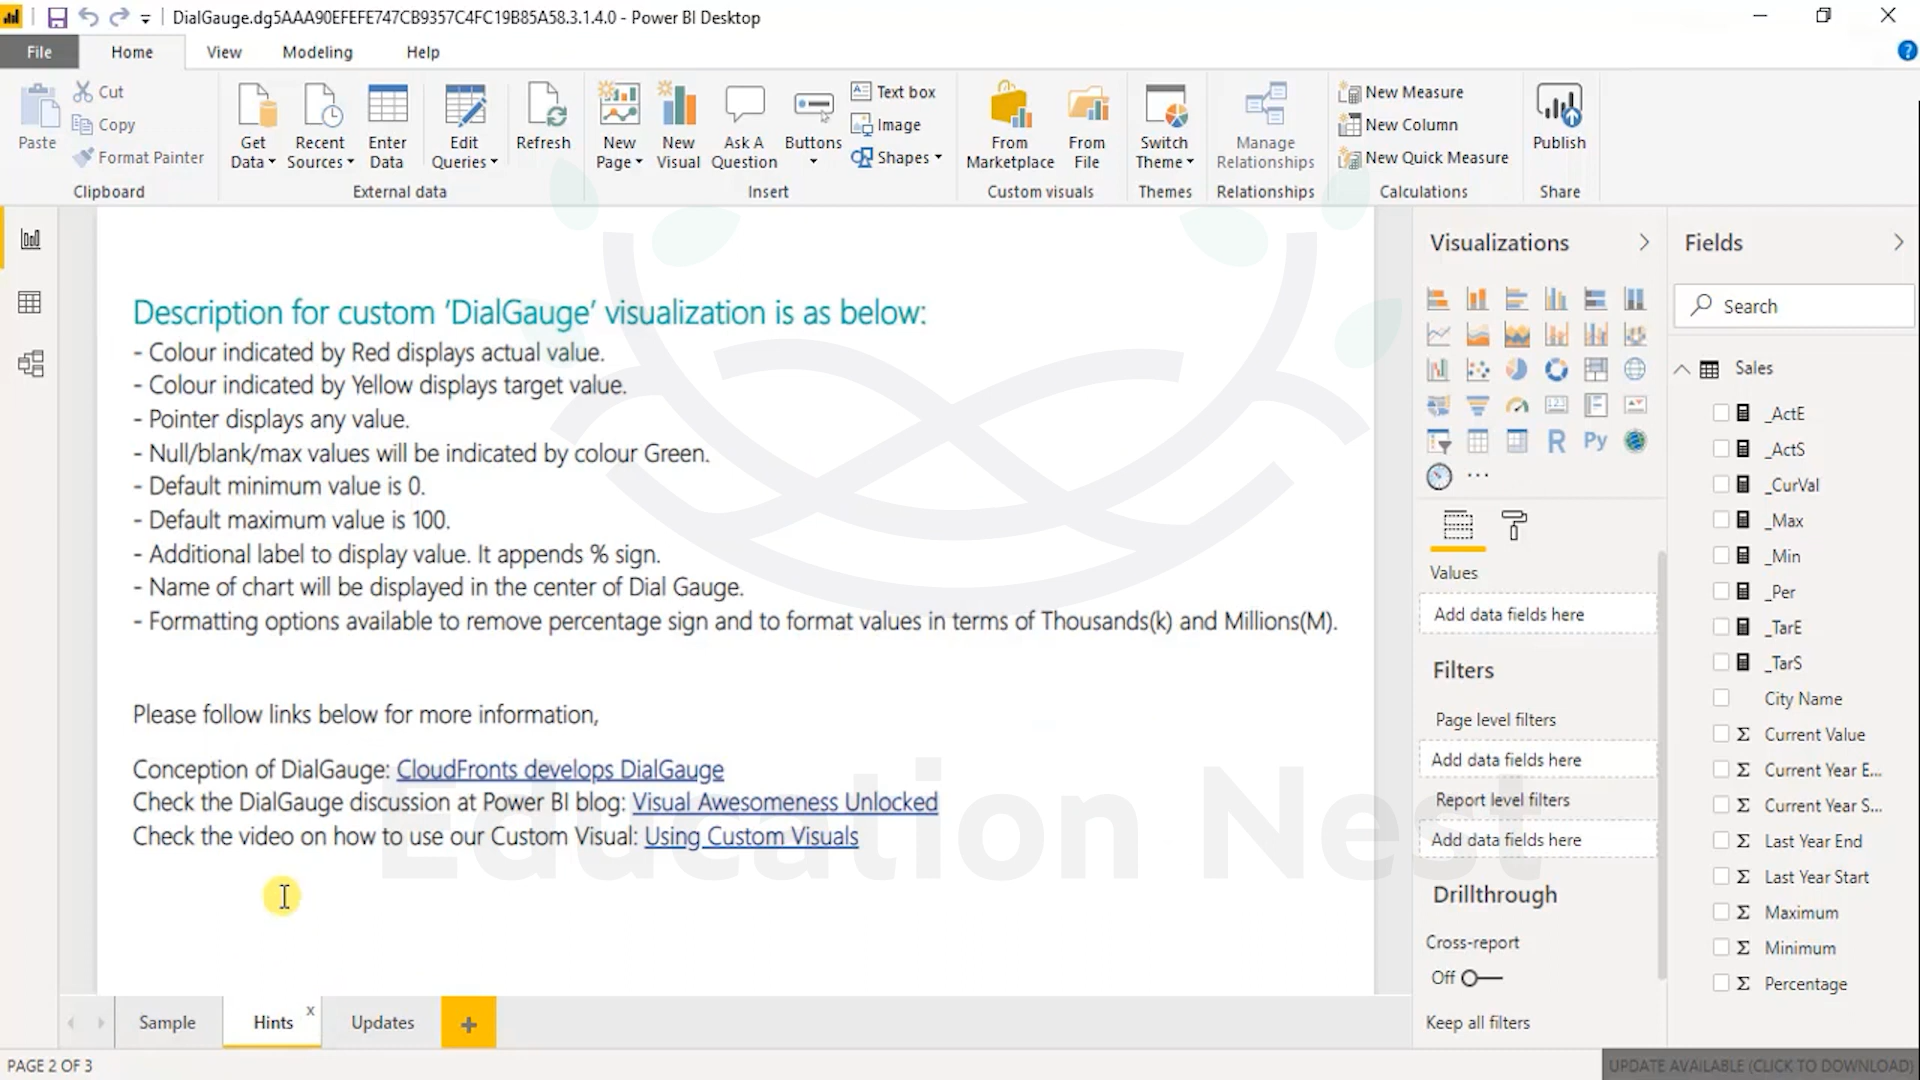 DialGauge.dg5AAA90EFEFE747CB9357C4FC19B85A58.3.1.4.0 - Power BI Desktop
File Home View Modeling Help
Paste
Cut
Copy
Format Painter
Clipboard
Get Data
Recent Sources
Enter Data
Edit Queries
Refresh
External data
New Page
New Visual
Ask A Question
Buttons
Text box
Image
Shapes
Insert
From Marketplace
From File
Custom visuals
Switch Theme
Themes
Manage Relationships
Relationships
New Measure
New Column
New Quick Measure
Calculations
Publish
Share
Description for custom ‘DialGauge’ visualization is as below:
- Colour indicated by Red displays actual value.
- Colour indicated by Yellow displays target value.
- Pointer displays any value.
- Null/blank/max values will be indicated by colour Green.
- Default minimum value is 0.
- Default maximum value is 100.
- Additional label to display value. It appends % sign.
- Name of chart will be displayed in the center of Dial Gauge.
- Formatting options available to remove percentage sign and to format values in terms of Thousands(k) and Millions(M).
Please follow links below for more information,
Conception of DialGauge: CloudFronts develops DialGauge
Check the DialGauge discussion at Power BI blog: Visual Awesomeness Unlocked
Check the video on how to use our Custom Visual: Using Custom Visuals
Education Nest
Visualizations
R Py
123
Values
Add data fields here
Filters
Page level filters
Add data fields here
Report level filters
Add data fields here
Drillthrough
Cross-report
Off
Keep all filters
Fields
Search
Sales
_ActE
_ActS
_CurVal
_Max
_Min
_Per
_TarE
_TarS
City Name
Σ Current Value
Σ Current Year E...
Σ Current Year S...
Σ Last Year End
Σ Last Year Start
Σ Maximum
Σ Minimum
Σ Percentage
Sample Hints x Updates +
PAGE 2 OF 3
UPDATE AVAILABLE (CLICK TO DOWNLOAD)